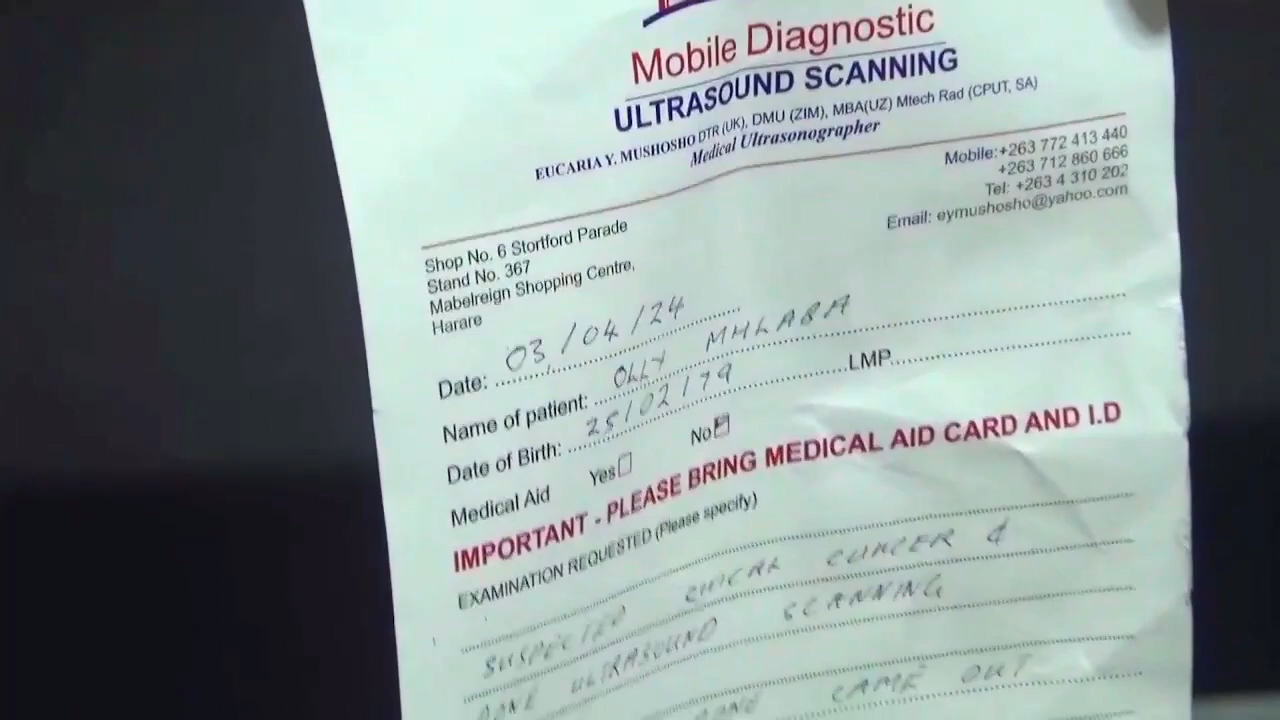 Mobile Diagnostic
ULTRASOUND SCANNING
EUCARIA Y. MUSHOSHO DTR (UK), DMU (ZIM), MBA(UZ) Mtech Rad (CPUT, SA)
Medical Ultrasonographer
Mobile:+263 772 413 440
+263 712 860 666
Tel: +263 4 310 202
Email: eymushosho@yahoo.com
Shop No. 6 Stortford Parade
Stand No. 367
Mabelreign Shopping Centre,
Harare
Date: 03/04/24
Name of patient: OLLY MHLABA
Date of Birth: 25/02/79 LMP
Medical Aid Yes No
IMPORTANT - PLEASE BRING MEDICAL AID CARD AND I.D
EXAMINATION REQUESTED (Please specify)
SUSPECTED CANCER &
DONE ULTRASOUND SCANNING
CAME OUT